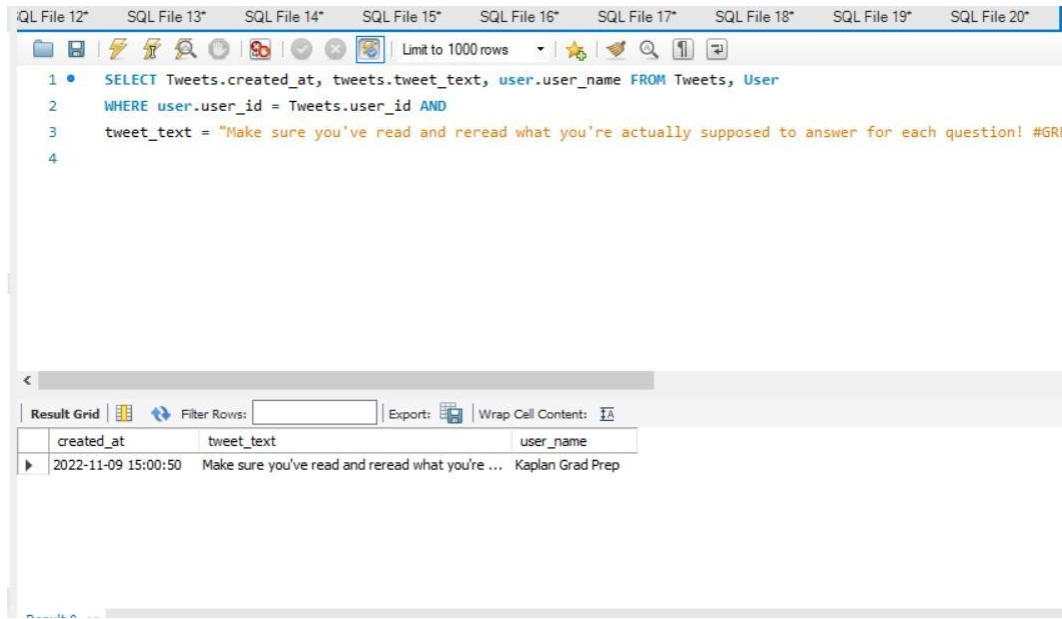 QL File 12* SQL File 13* SQL File 14* SQL File 15* SQL File 16* SQL File 17* SQL File 18* SQL File 19* SQL File 20*
Limit to 1000 rows
1 SELECT Tweets.created_at, tweets.tweet_text, user.user_name FROM Tweets, User
2 WHERE user.user_id = Tweets.user_id AND
3 tweet_text = "Make sure you've read and reread what you're actually supposed to answer for each question! #GR
4
Result Grid Filter Rows: Export: Wrap Cell Content: IA
created_at tweet_text user_name
2022-11-09 15:00:50 Make sure you've read and reread what you're ... Kaplan Grad Prep